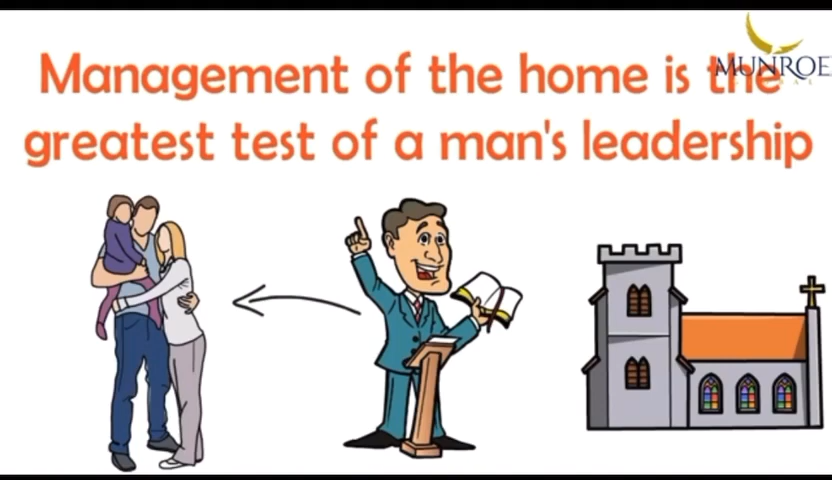 Management of the home is the
greatest test of a man's leadership
MUNROE